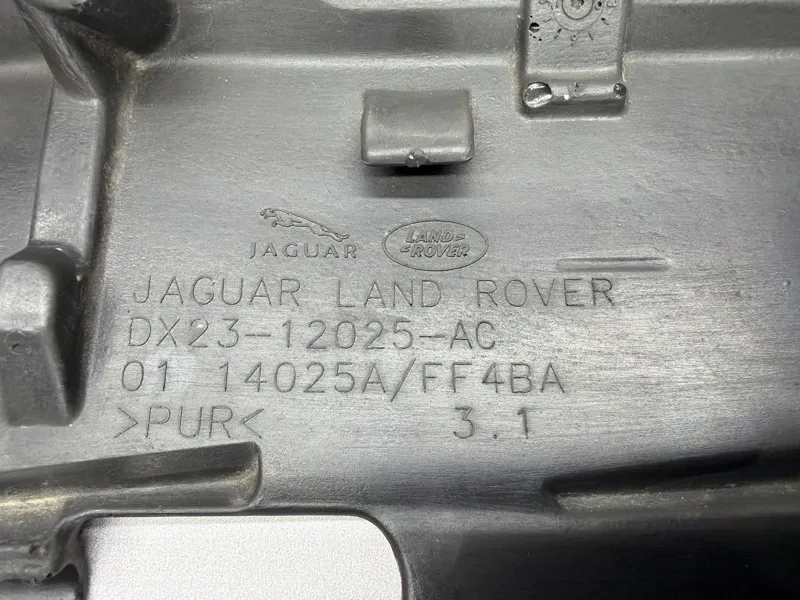 JAGUAR
LAND-
-ROVER
JAGUAR LAND ROVER
DX23-12025-AC
01 14025A/FF4BA
>PUR< 3.1